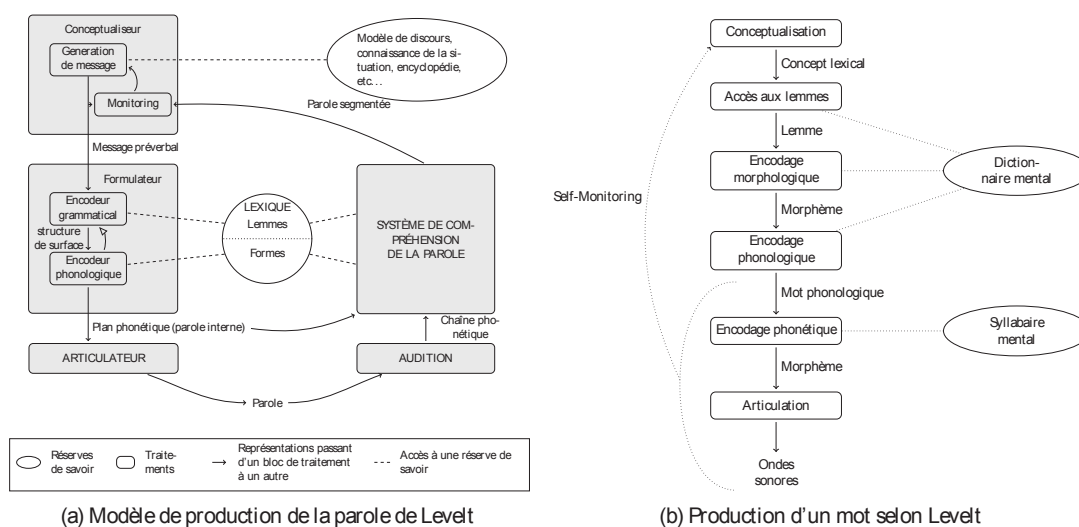 Conceptualiseur
Generation
de message
Modèle de discours,
connaissance de la si-
tuation, encyclopédie,
etc...
Monitoring
Parole segmentée
Message préverbal
Formulateur
Encodeur
grammatical
structure
de surface
Encodeur
phonologique
LEXIQUE
Lemmes
Formes
SYSTÈME DE COM-
PRÉHENSION
DE LA PAROLE
Plan phonétique (parole interne)
Chaîne pho-
nétique
ARTICULATEUR
AUDITION
Parole
Réserves
de savoir
Traite-
ments
Représentations passant
d'un bloc de traitement
à un autre
Accès à une réserve de
savoir
(a) Modèle de production de la parole de Levelt
Conceptualisation
Concept lexical
Accès aux lemmes
Lemme
Encodage
morphologique
Diction-
naire mental
Self-Monitoring
Morphème
Encodage
phonologique
Mot phonologique
Encodage phonétique
Syllabaire
mental
Morphème
Articulation
Ondes
sonores
(b) Production d'un mot selon Levelt